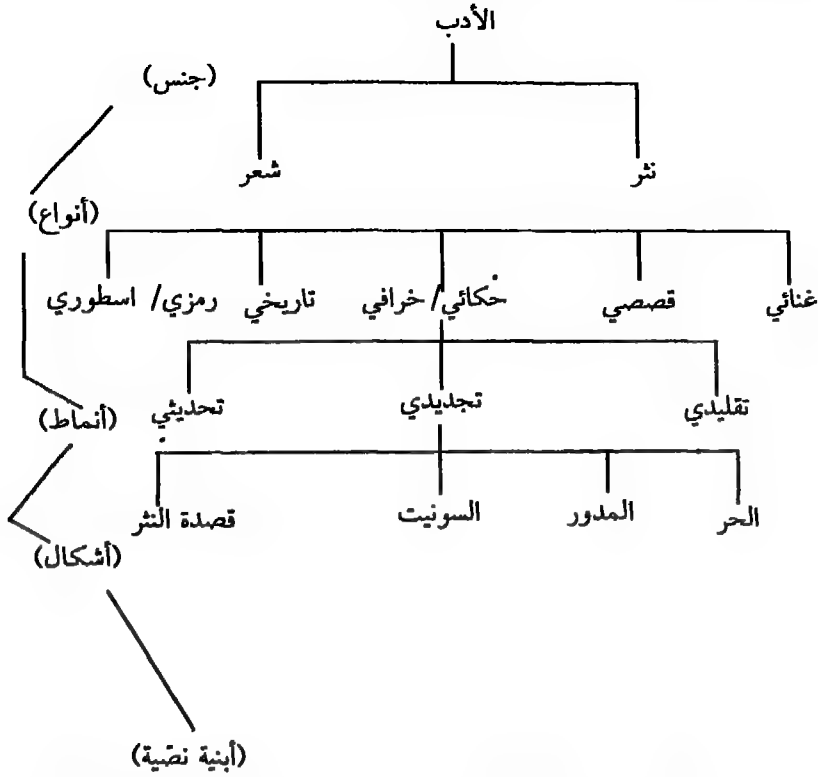 الأدب
(جنس)
نثر شعر
(أنواع)
غنائي قصصي حكائي/خرافي تاريخي رمزي/ اسطوري
تقليدي تجديدي تحديثي (أنماط)
الحر المدور السونيت قصدة النثر
(أشكال)
(أبنية نصّية)